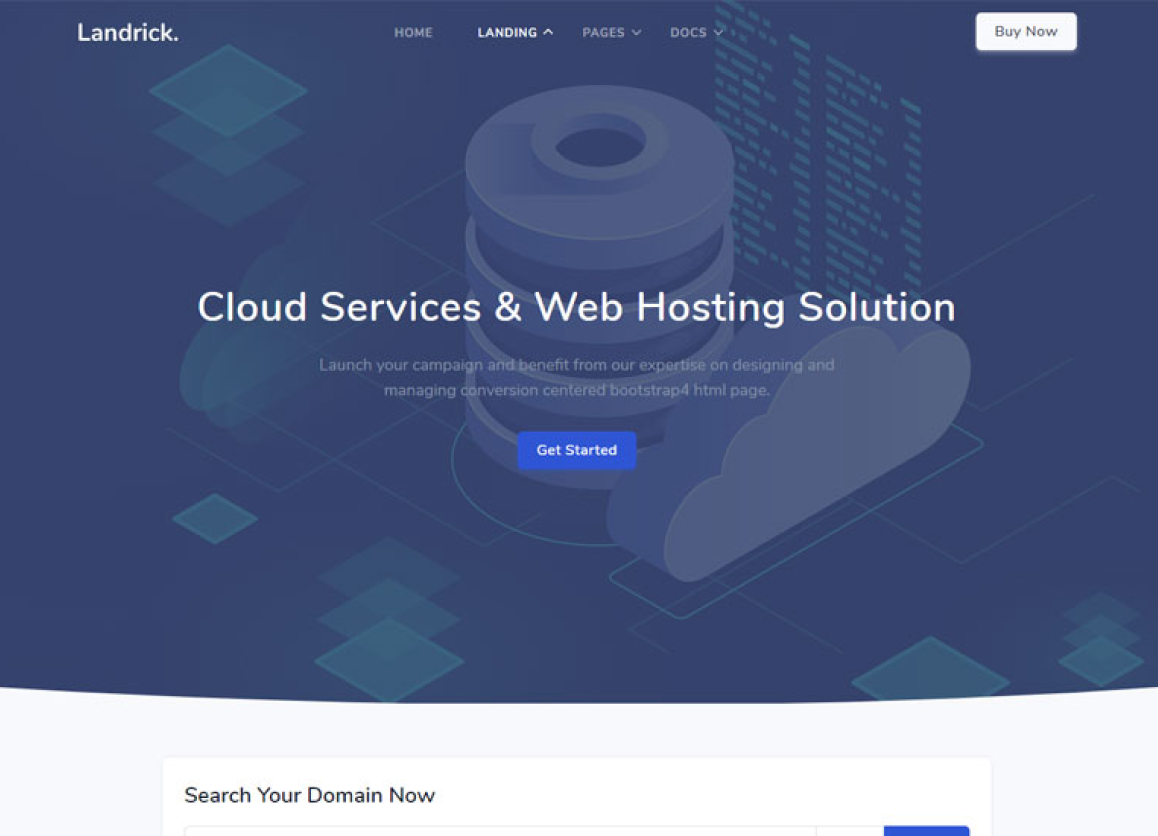 Landrick.
HOME
LANDING
PAGES
DOCS
Buy Now
Cloud Services & Web Hosting Solution
Launch your campaign and benefit from our expertise on designing and
managing conversion centered bootstrap4 html page.
Get Started
Search Your Domain Now